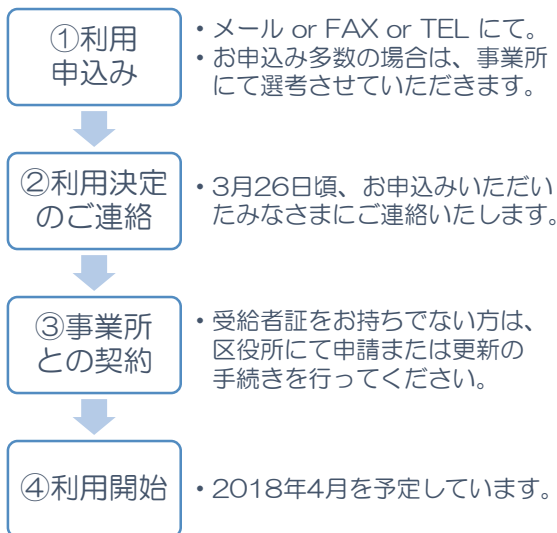 ①利用
申込み
・メール or FAX or TEL にて。
・お申込み多数の場合は、事業所
にて選考させていただきます。
②利用決定
のご連絡
・3月26日頃、お申込みいただい
たみなさまにご連絡いたします。
③事業所
との契約
・受給者証をお持ちでない方は、
区役所にて申請または更新の
手続きを行ってください。
④利用開始
・2018年4月を予定しています。